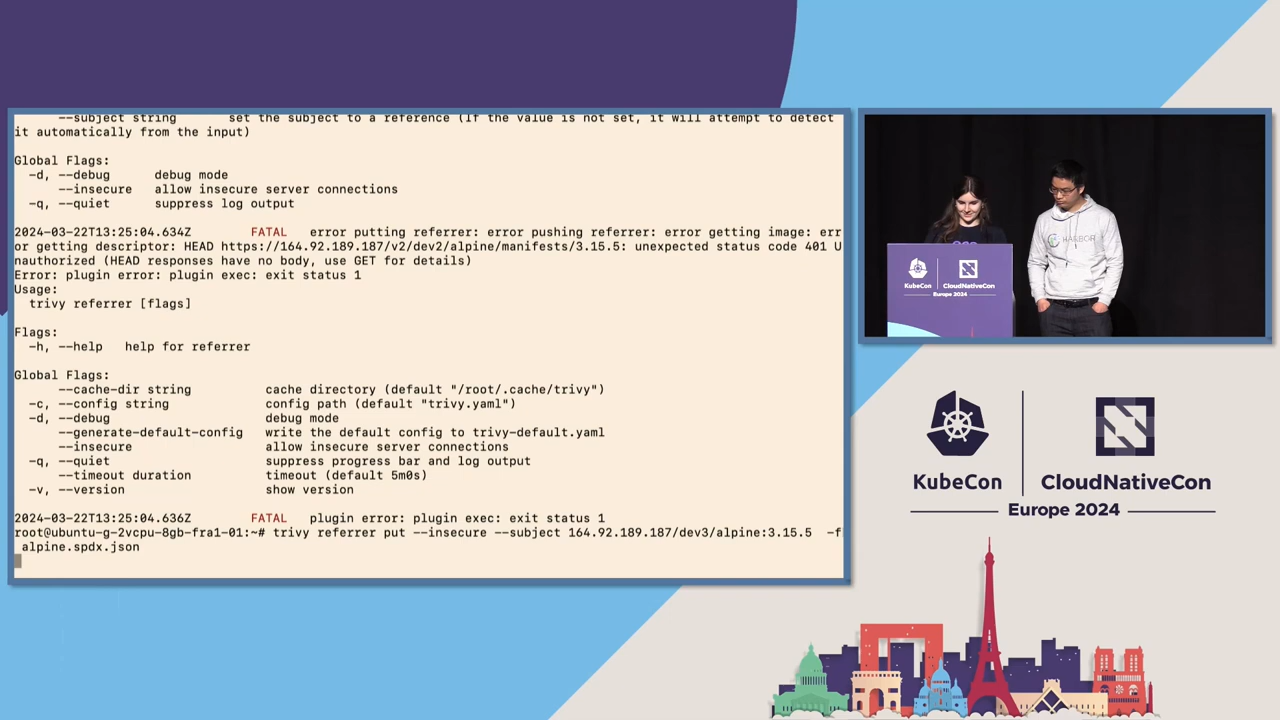 --subject string       set the subject to a reference (If the value is not set, it will attempt to detect
it automatically from the input)
Global Flags:
-d, --debug      debug mode
--insecure   allow insecure server connections
-q, --quiet      suppress log output
2024-03-22T13:25:04.634Z        FATAL   error putting referrer: error pushing referrer: error getting image: err
or getting descriptor: HEAD https://164.92.189.187/v2/dev2/alpine/manifests/3.15.5: unexpected status code 401 U
nauthorized (HEAD responses have no body, use GET for details)
Error: plugin error: plugin exec: exit status 1
Usage:
trivy referrer [flags]
Flags:
-h, --help   help for referrer
Global Flags:
--cache-dir string          cache directory (default "/root/.cache/trivy")
-c, --config string             config path (default "trivy.yaml")
-d, --debug                     debug mode
--generate-default-config   write the default config to trivy-default.yaml
--insecure                  allow insecure server connections
-q, --quiet                     suppress progress bar and log output
--timeout duration          timeout (default 5m0s)
-v, --version                   show version
2024-03-22T13:25:04.636Z        FATAL   plugin error: plugin exec: exit status 1
root@ubuntu-g-2vcpu-8gb-fra1-01:~# trivy referrer put --insecure --subject 164.92.189.187/dev3/alpine:3.15.5  -f
alpine.spdx.json
HARBOR
KubeCon
CloudNativeCon
Europe 2024
KubeCon
CloudNativeCon
Europe 2024